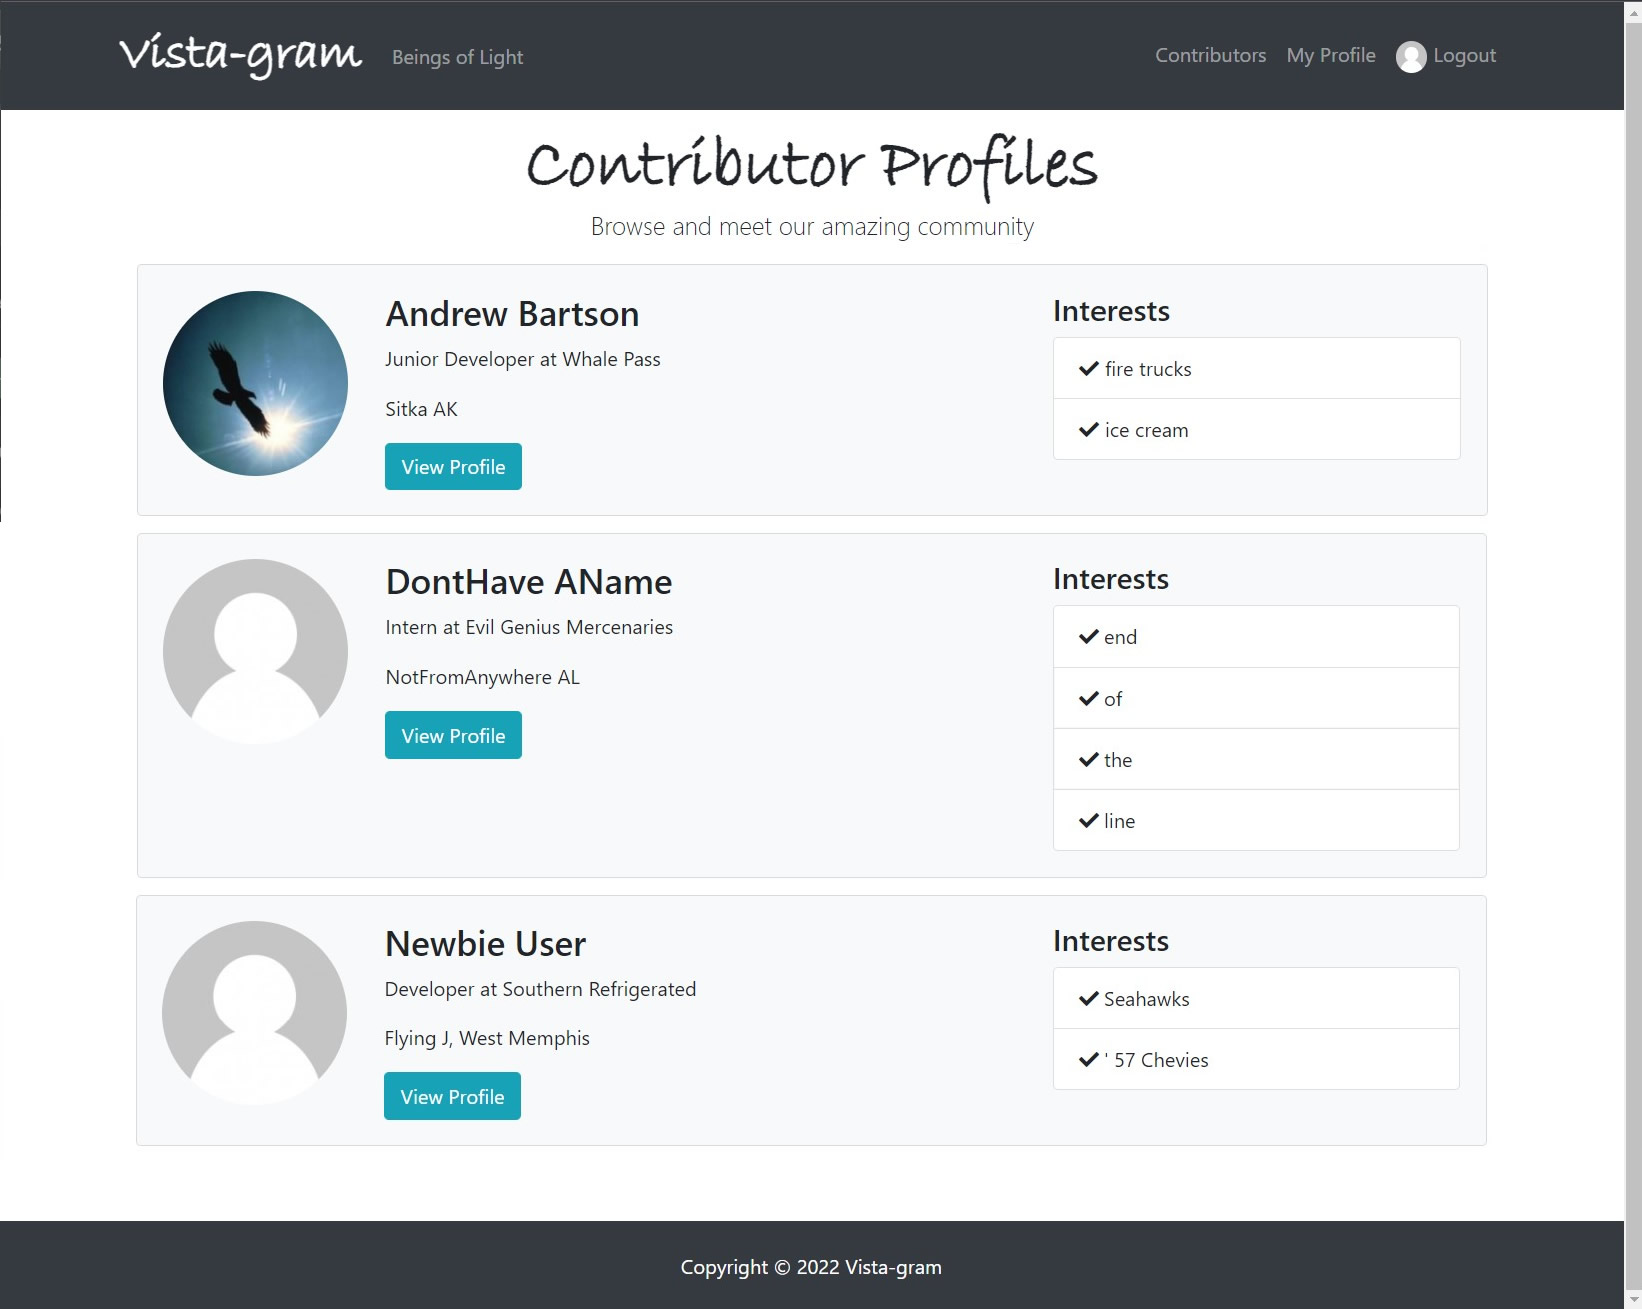 Vista-gram Beings of Light Contributors My Profile Logout
Contributor Profiles
Browse and meet our amazing community
Andrew Bartson
Junior Developer at Whale Pass
Sitka AK
View Profile
Interests
fire trucks
ice cream
DontHave AName
Intern at Evil Genius Mercenaries
NotFromAnywhere AL
View Profile
Interests
end
of
the
line
Newbie User
Developer at Southern Refrigerated
Flying J, West Memphis
View Profile
Interests
Seahawks
' 57 Chevies
Copyright © 2022 Vista-gram